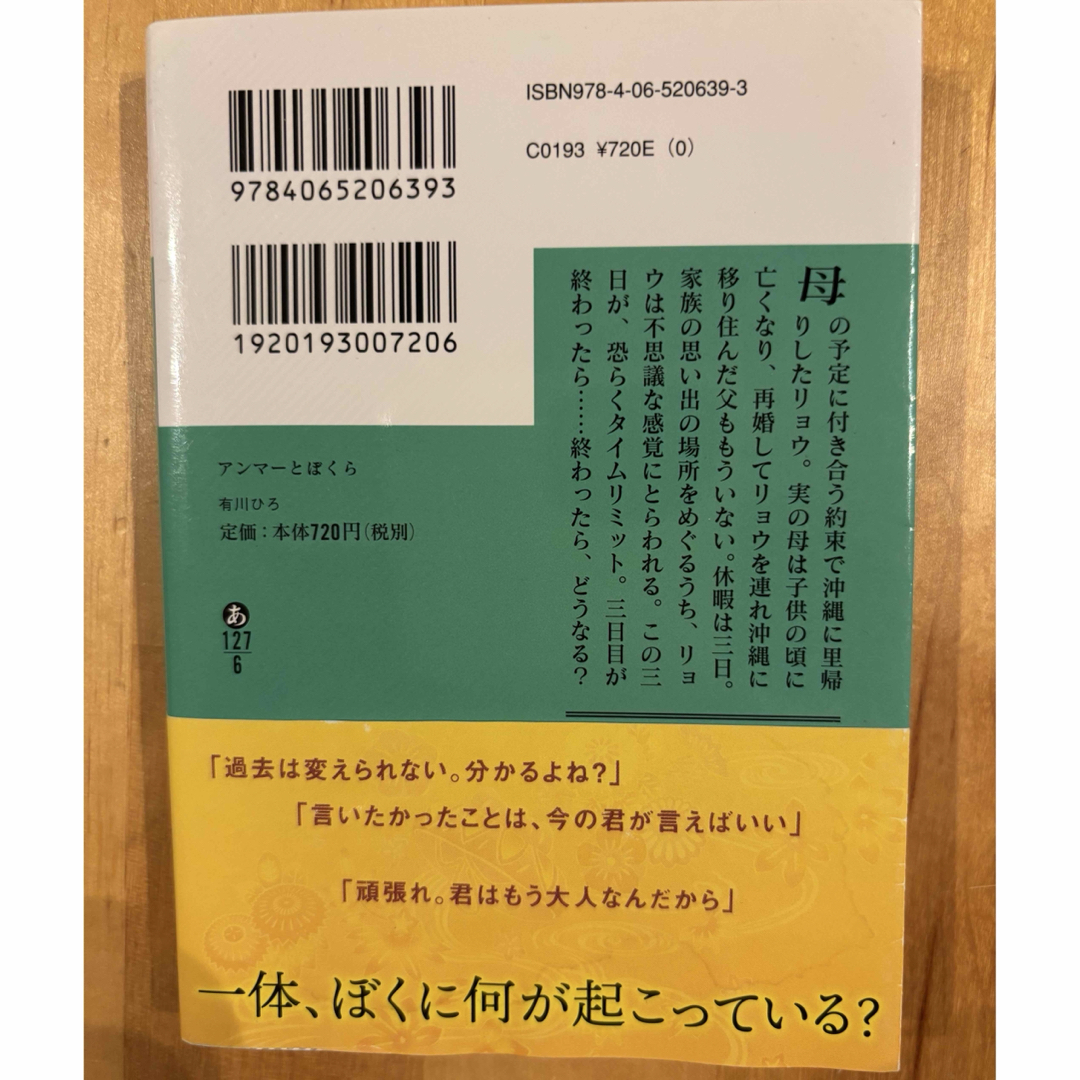 ISBN978-4-06-520639-3
C0193 ¥720E (0)
9784065206393
1920193007206
母の予定に付き合う約束で沖縄に里帰
りしたリョウ。実の母は子供の頃に
亡くなり、再婚してリョウを連れ沖縄に
移り住んだ父ももういない。休暇は三日。
家族の思い出の場所をめぐるうち、リョ
ウは不思議な感覚にとらわれる。この三
日が、恐らくタイムリミット。三日目が
終わったら……終わったら、どうなる?
アンマーとぼくら
有川ひろ
定価:本体720円(税別)
あ
127
6
「過去は変えられない。分かるよね?」
「言いたかったことは、今の君が言えばいい」
「頑張れ。君はもう大人なんだから」
一体、ぼくに何が起こっている?